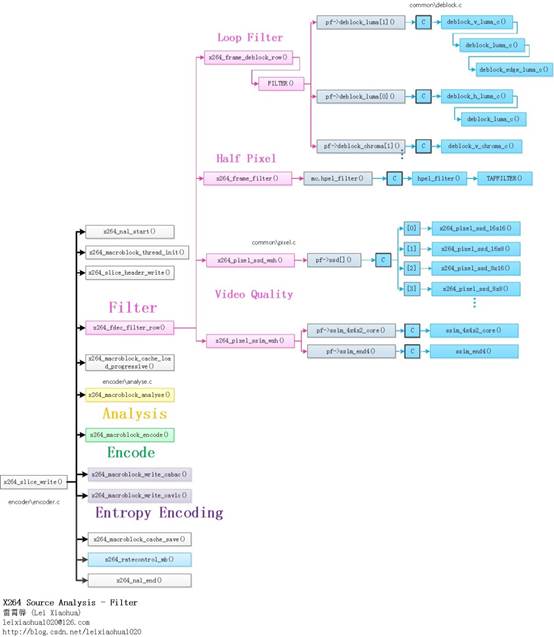 common\deblock.c
Loop Filter
pf->deblock_luma[1]()
C
deblock_v_luma_c()
deblock_luma_c()
deblock_edge_luma_c()
x264_frame_deblock_row()
FILTER()
pf->deblock_luma[0]()
C
deblock_h_luma_c()
deblock_luma_c()
pf->deblock_chroma[1]()
C
deblock_v_chroma_c()
Half Pixel
x264_frame_filter()
mc.hpel_filter()
C
hpel_filter()
TAPFILTER()
x264_nal_start()
x264_macroblock_thread_init()
x264_slice_header_write()
common\pixel.c
x264_pixel_ssd_wxh()
pf->ssd[]()
C
[0]
x264_pixel_ssd_16x16()
[1]
x264_pixel_ssd_16x8()
[2]
x264_pixel_ssd_8x16()
[3]
x264_pixel_ssd_8x8()
Video Quality
Filter
x264_fdec_filter_row()
x264_pixel_ssim_wxh()
pf->ssim_4x4x2_core()
C
ssim_4x4x2_core()
pf->ssim_end4()
C
ssim_end4()
x264_macroblock_cache_loa
d_progressive()
encoder\analyse.c
x264_macroblock_analyse()
Analysis
x264_macroblock_encode()
Encode
x264_slice_write()
encoder\encoder.c
x264_macroblock_write_cabac()
x264_macroblock_write_cavlc()
Entropy Encoding
x264_macroblock_cache_save()
x264_ratecontrol_mb()
x264_nal_end()
X264 Source Analysis - Filter
雷霄骅 (Lei Xiaohua)
leixiaohua1020@126.com
http://blog.csdn.net/leixiaohua1020